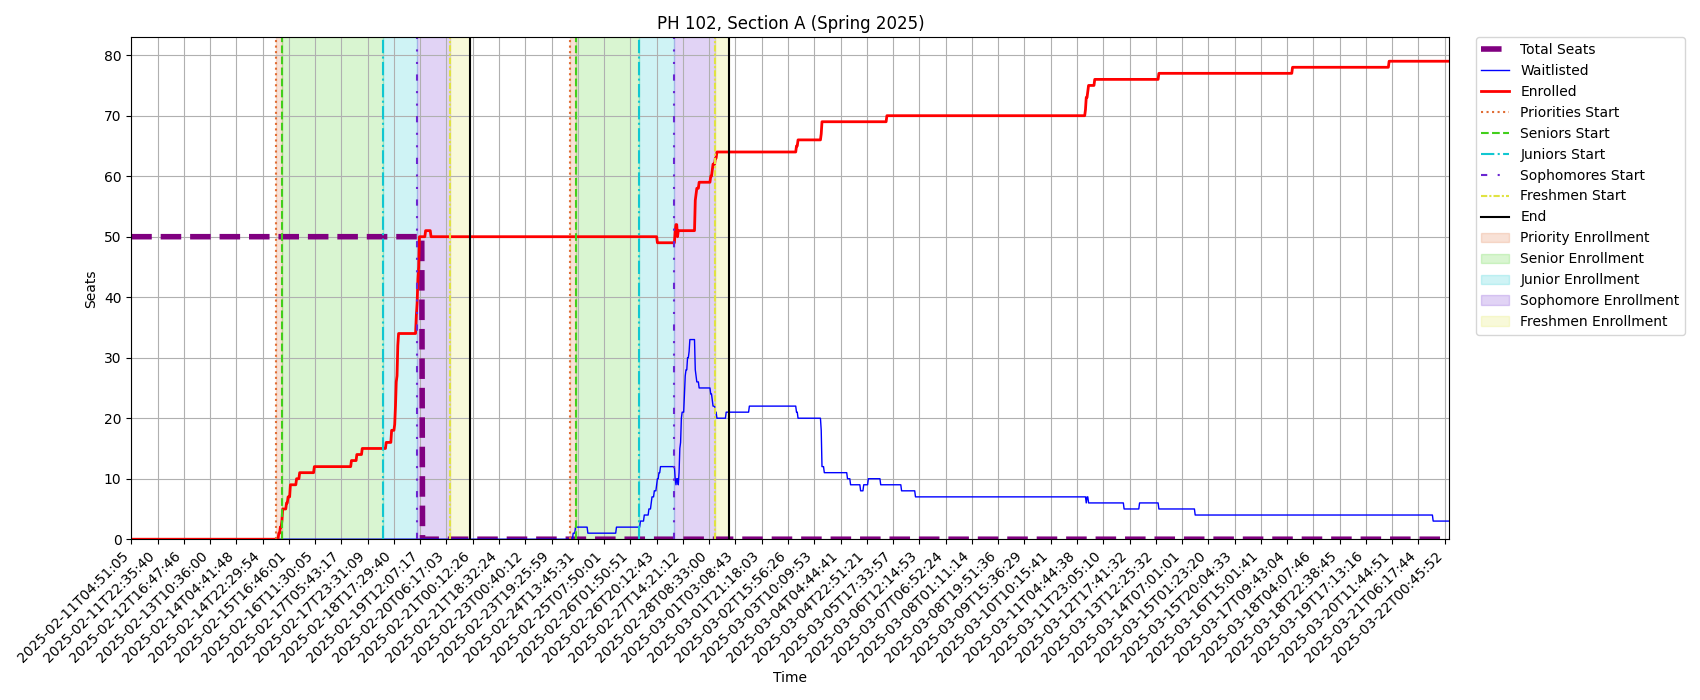 PH 102, Section A (Spring 2025)
Seats
80
70
60
50
40
30
20
10
0
2025-02-11T04:51:05
2025-02-11T22:35:40
2025-02-12T16:47:46
2025-02-13T10:36:00
2025-02-14T04:41:48
2025-02-14T22:29:54
2025-02-15T16:46:01
2025-02-16T11:30:05
2025-02-17T05:43:17
2025-02-17T23:31:09
2025-02-18T17:29:40
2025-02-19T12:07:17
2025-02-20T06:17:03
2025-02-21T00:12:26
2025-02-21T18:32:24
2025-02-23T00:40:12
2025-02-23T19:25:59
2025-02-24T13:45:31
2025-02-25T07:50:01
2025-02-26T01:50:51
2025-02-26T20:12:43
2025-02-27T14:21:12
2025-02-28T08:33:00
2025-03-01T03:08:43
2025-03-01T21:18:03
2025-03-02T15:56:26
2025-03-03T10:09:53
2025-03-04T04:44:41
2025-03-04T22:51:21
2025-03-05T17:33:57
2025-03-06T12:14:53
2025-03-07T06:52:24
2025-03-08T01:11:14
2025-03-08T19:51:36
2025-03-09T15:36:29
2025-03-10T10:15:41
2025-03-11T04:44:38
2025-03-11T23:05:10
2025-03-12T17:41:32
2025-03-13T12:25:32
2025-03-14T07:01:01
2025-03-15T01:23:20
2025-03-15T20:04:33
2025-03-16T15:01:41
2025-03-17T09:43:04
2025-03-18T04:07:46
2025-03-18T22:38:45
2025-03-19T17:13:16
2025-03-20T11:44:51
2025-03-21T06:17:44
2025-03-22T00:45:52
Time
Total Seats
Waitlisted
Enrolled
Priorities Start
Seniors Start
Juniors Start
Sophomores Start
Freshmen Start
End
Priority Enrollment
Senior Enrollment
Junior Enrollment
Sophomore Enrollment
Freshmen Enrollment